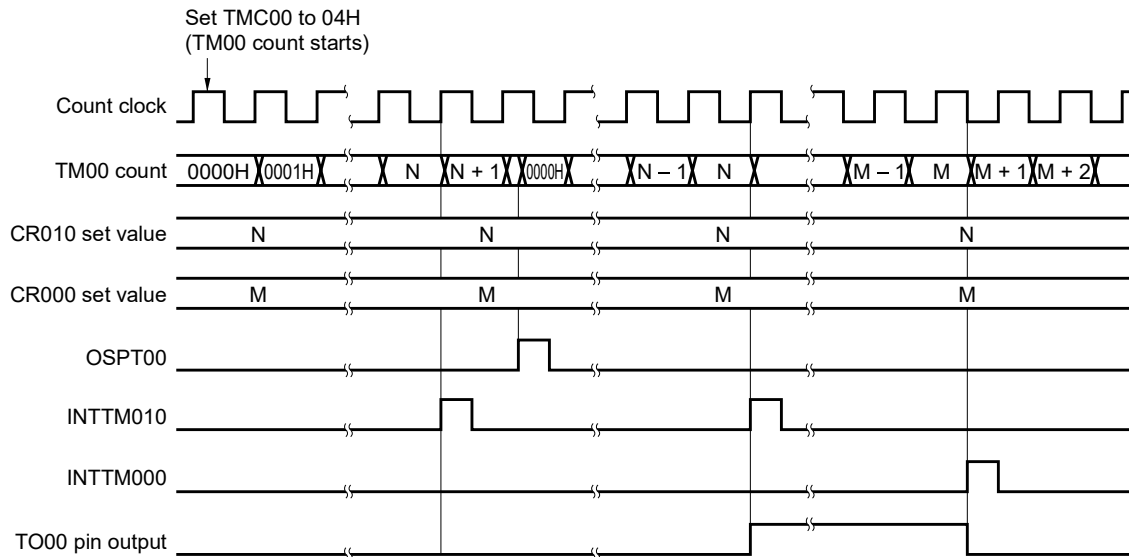 Set TMC00 to 04H
(TM00 count starts)
Count clock
TM00 count 0000H 0001H N N + 1 0000H N – 1 N M – 1 M M + 1 M + 2
CR010 set value N N N N
CR000 set value M M M M
OSPT00
INTTM010
INTTM000
TO00 pin output